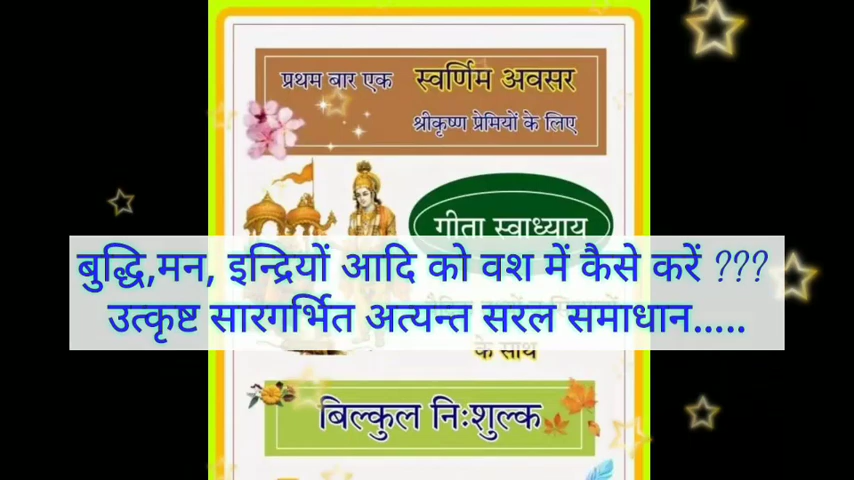 प्रथम बार एक स्वर्णिम अवसर
श्रीकृष्ण प्रेमियों के लिए
गीता स्वाध्याय
बुद्धि,मन, इन्द्रियों आदि को वश में कैसे करें ???
उत्कृष्ट सारगर्भित अत्यन्त सरल समाधान.....
के साथ
बिल्कुल निःशुल्क